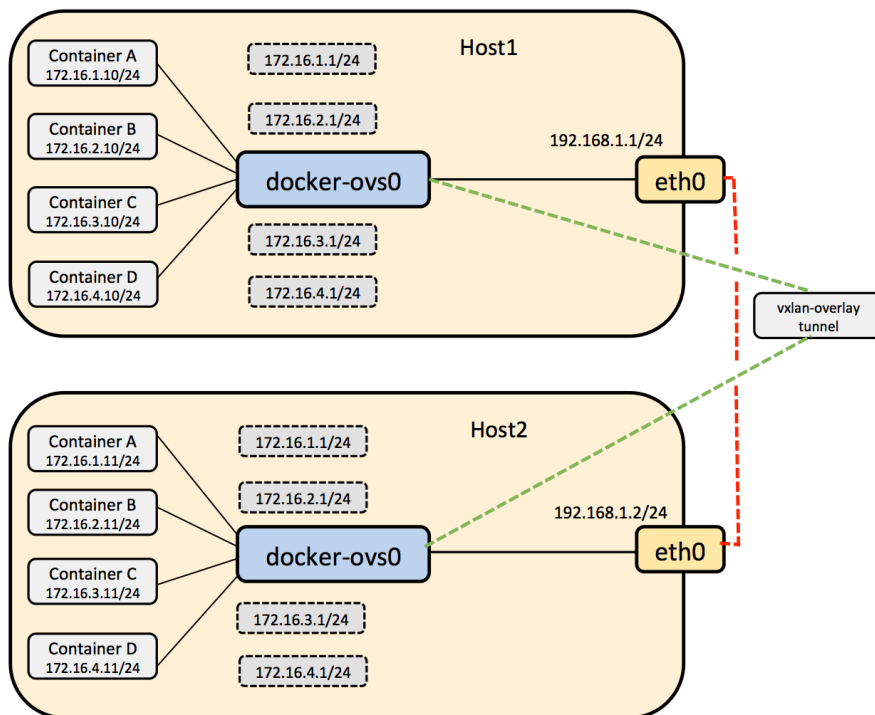 Host1
Container A
172.16.1.10/24
172.16.1.1/24
Container B
172.16.2.10/24
172.16.2.1/24
192.168.1.1/24
docker-ovs0
eth0
Container C
172.16.3.10/24
172.16.3.1/24
Container D
172.16.4.10/24
172.16.4.1/24
vxlan-overlay
tunnel
Host2
Container A
172.16.1.11/24
172.16.1.1/24
Container B
172.16.2.11/24
172.16.2.1/24
192.168.1.2/24
docker-ovs0
eth0
Container C
172.16.3.11/24
172.16.3.1/24
Container D
172.16.4.11/24
172.16.4.1/24